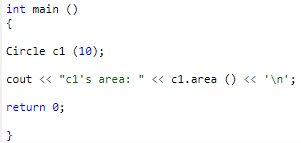 int main ()
{
Circle c1 (10);
cout << "c1's area: " << c1.area () << '\n';
return 0;
}